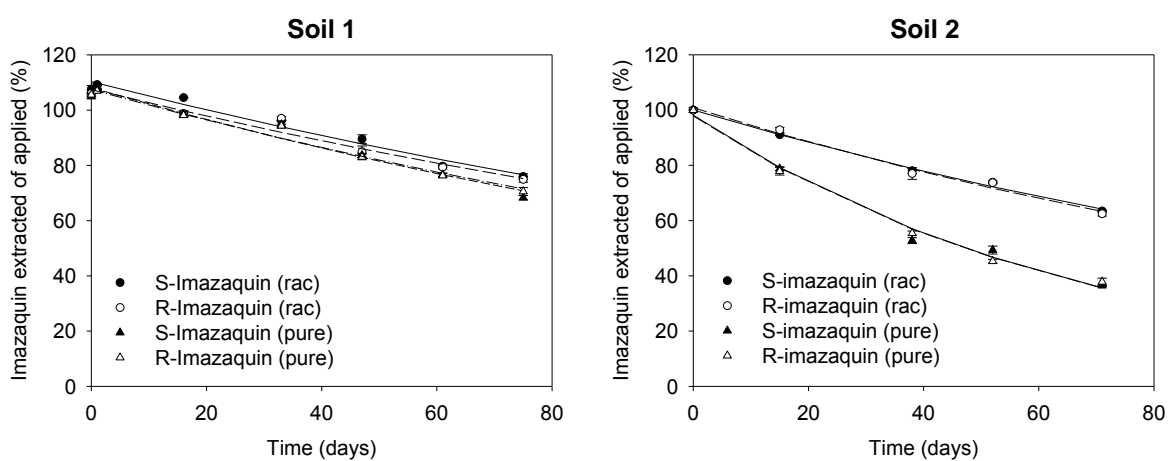 Soil 1
Imazaquin extracted of applied (%)
120
100
80
60
40
20
0
S-Imazaquin (rac)
R-Imazaquin (rac)
S-Imazaquin (pure)
R-Imazaquin (pure)
0 20 40 60 80
Time (days)
Soil 2
Imazaquin extracted of applied (%)
120
100
80
60
40
20
0
S-imazaquin (rac)
R-imazaquin (rac)
S-imazaquin (pure)
R-imazaquin (pure)
0 20 40 60 80
Time (days)